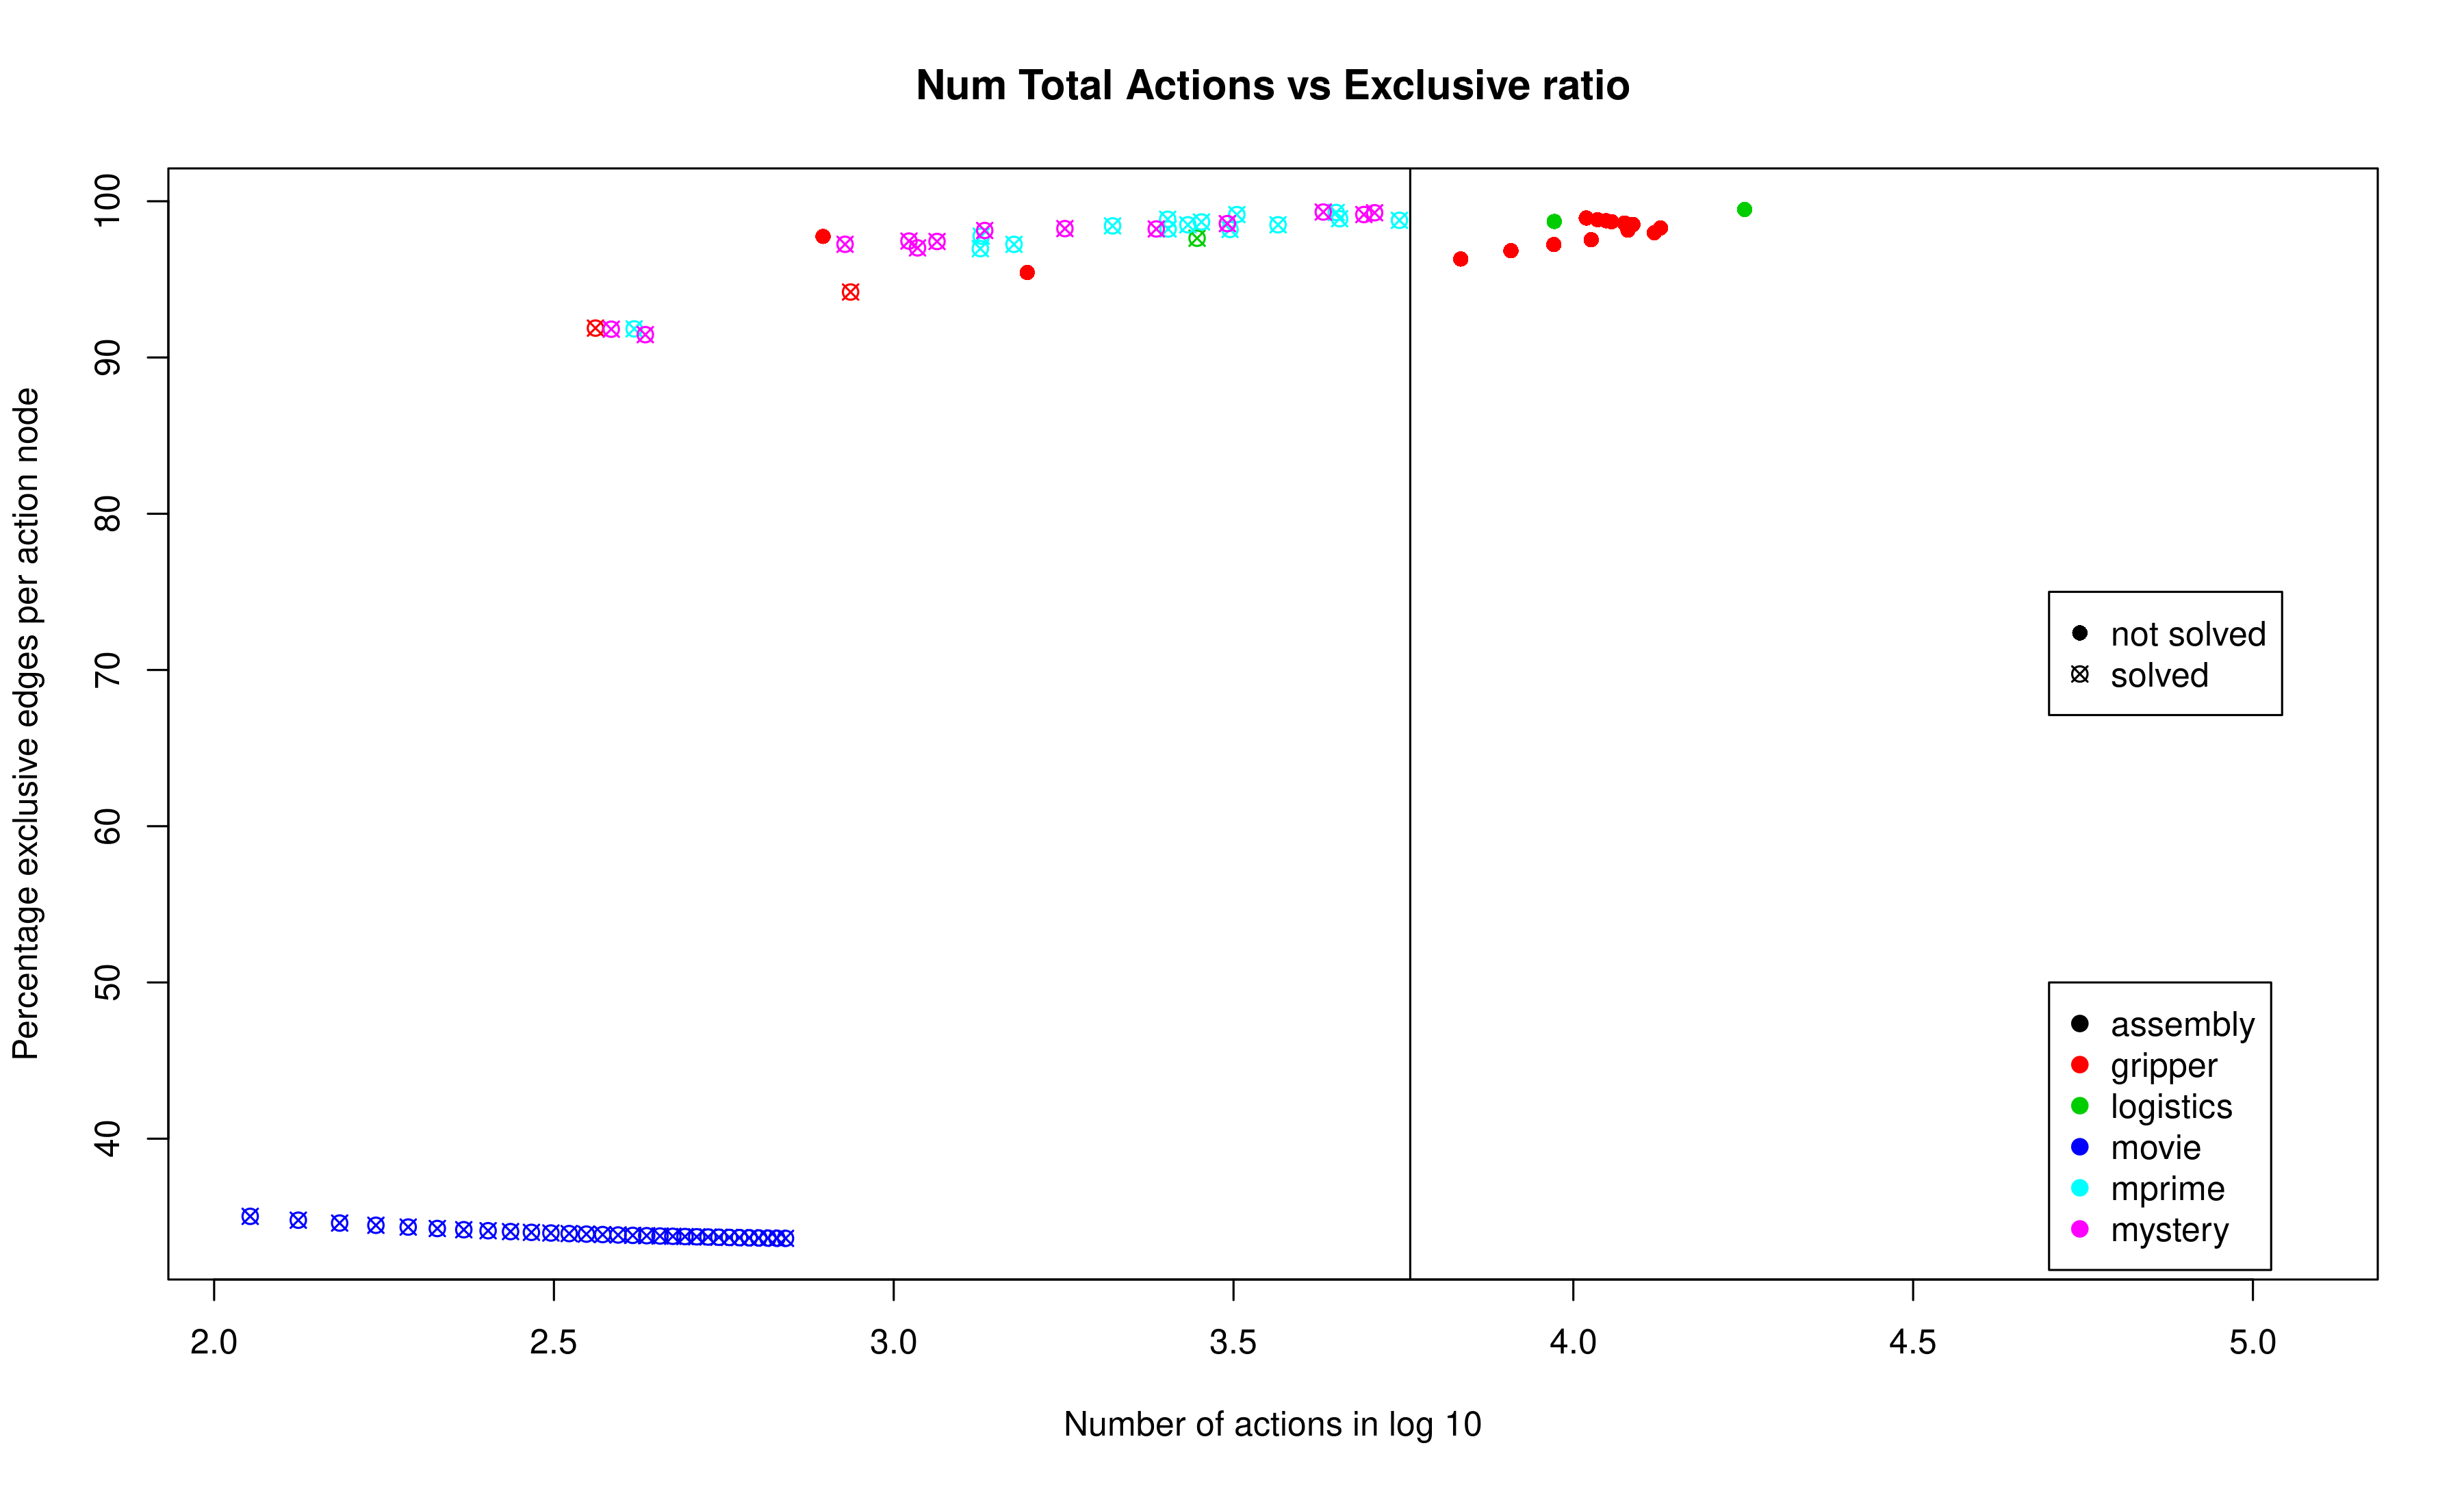 Num Total Actions vs Exclusive ratio
Percentage exclusive edges per action node
100
90
80
70
60
50
40
not solved
solved
assembly
gripper
logistics
movie
mprime
mystery
2.0 2.5 3.0 3.5 4.0 4.5 5.0
Number of actions in log 10